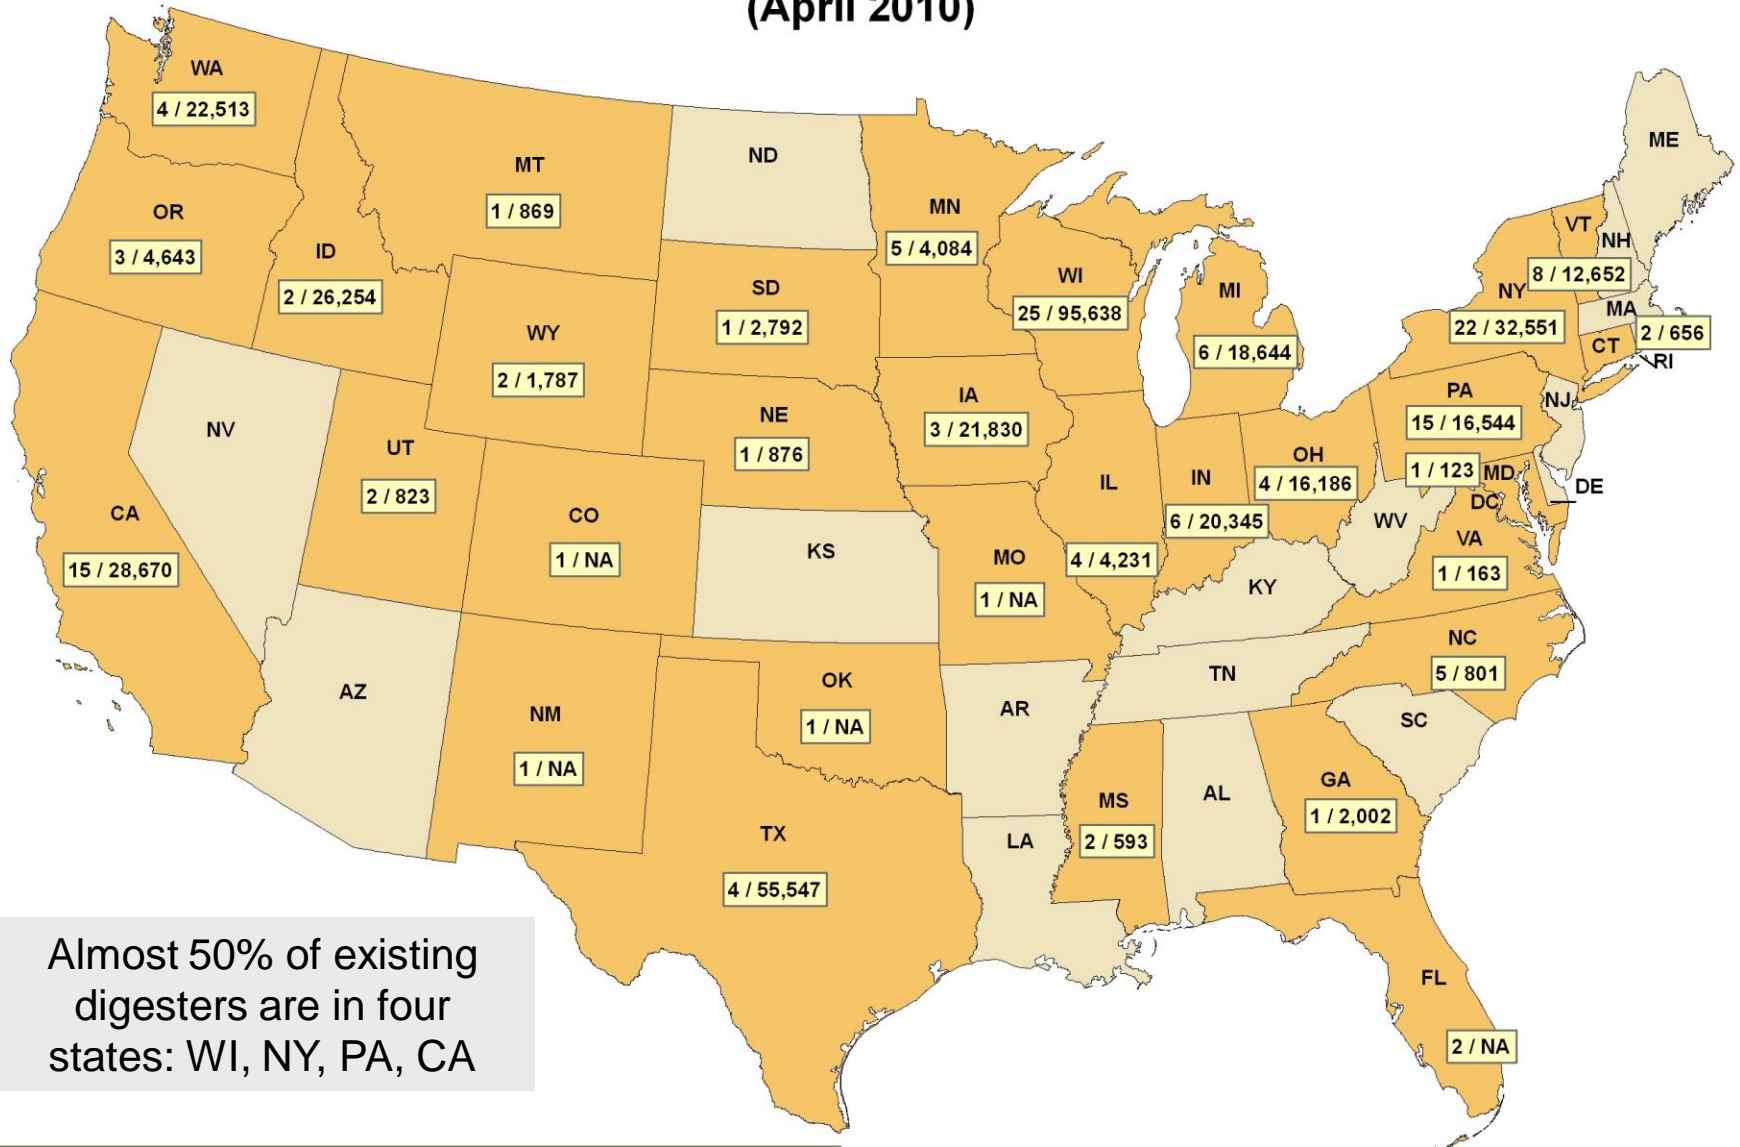 (April 2010)
WA
4 / 22,513
OR
3 / 4,643
ID
2 / 26,254
MT
1 / 869
ND
MN
5 / 4,084
WI
25 / 95,638
MI
6 / 18,644
ME
VT
NH
8 / 12,652
NY
22 / 32,551
MA
2 / 656
CT
RI
SD
1 / 2,792
WY
2 / 1,787
NE
1 / 876
IA
3 / 21,830
PA
15 / 16,544
NJ
NV
UT
2 / 823
CA
15 / 28,670
CO
1 / NA
KS
MO
1 / NA
IL
4 / 4,231
IN
6 / 20,345
OH
4 / 16,186
1 / 123
MD
DC
DE
WV
VA
1 / 163
KY
NC
5 / 801
TN
SC
AZ
NM
1 / NA
OK
1 / NA
AR
TX
4 / 55,547
LA
MS
2 / 593
AL
GA
1 / 2,002
FL
2 / NA
Almost 50% of existing
digesters are in four
states: WI, NY, PA, CA